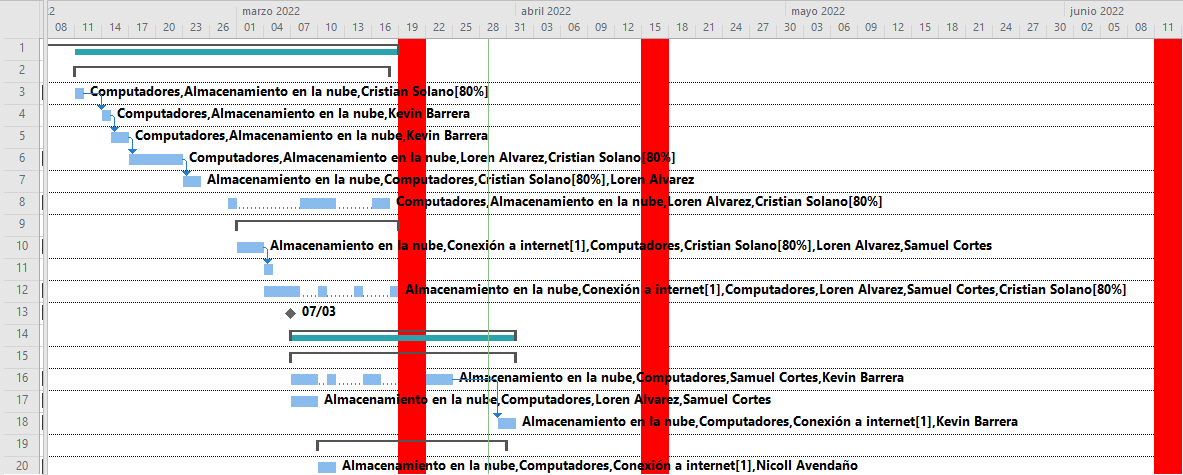 2 marzo 2022 abril 2022 mayo 2022 junio 2022
08 11 14 17 20 23 26 01 04 07 10 13 16 19 22 25 28 31 03 06 09 12 15 18 21 24 27 30 03 06 09 12 15 18 21 24 27 30 02 05 08 11
1
2
3 Computadores,Almacenamiento en la nube,Cristian Solano[80%]
4 Computadores,Almacenamiento en la nube,Kevin Barrera
5 Computadores,Almacenamiento en la nube,Kevin Barrera
6 Computadores,Almacenamiento en la nube,Loren Alvarez,Cristian Solano[80%]
7 Almacenamiento en la nube,Computadores,Cristian Solano[80%],Loren Alvarez
8 Computadores,Almacenamiento en la nube,Loren Alvarez,Cristian Solano[80%]
9
10 Almacenamiento en la nube,Conexión a internet[1],Computadores,Cristian Solano[80%],Loren Alvarez,Samuel Cortes
11
12 Almacenamiento en la nube,Conexión a internet[1],Computadores,Loren Alvarez,Samuel Cortes,Cristian Solano[80%]
13 07/03
14
15
16 Almacenamiento en la nube,Computadores,Samuel Cortes,Kevin Barrera
17 Almacenamiento en la nube,Computadores,Loren Alvarez,Samuel Cortes
18 Almacenamiento en la nube,Computadores,Conexión a internet[1],Kevin Barrera
19
20 Almacenamiento en la nube,Computadores,Conexión a internet[1],Nicoll Avendaño